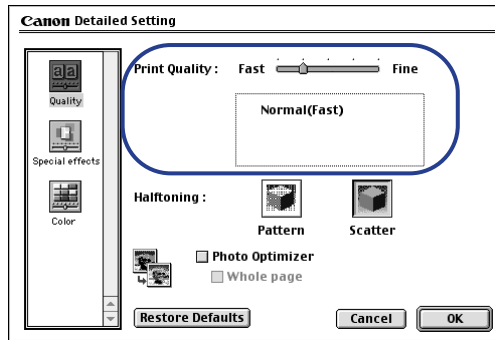 Canon Detailed Setting
Quality
Special effects
Color
Print Quality : Fast Fine
Normal(Fast)
Halftoning :
Pattern Scatter
Photo Optimizer
Whole page
Restore Defaults Cancel OK